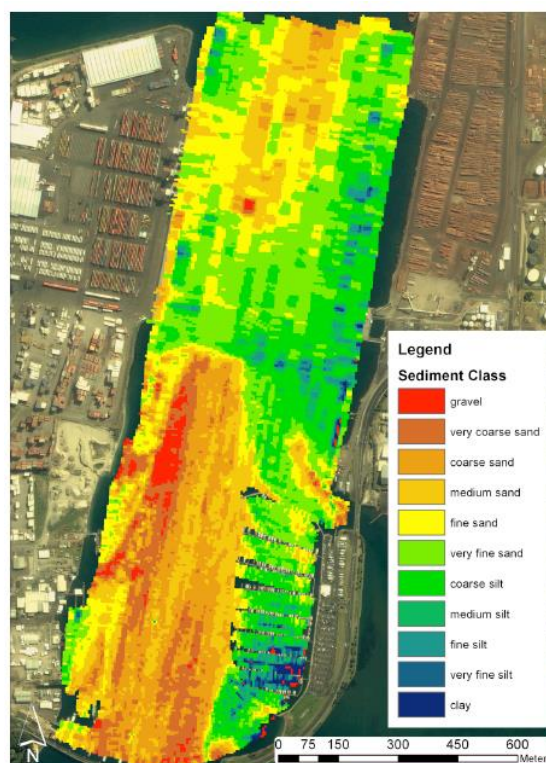 Legend
Sediment Class
gravel
very coarse sand
coarse sand
medium sand
fine sand
very fine sand
coarse silt
medium silt
fine silt
very fine silt
clay
N
0 75 150 300 450 600
Meter